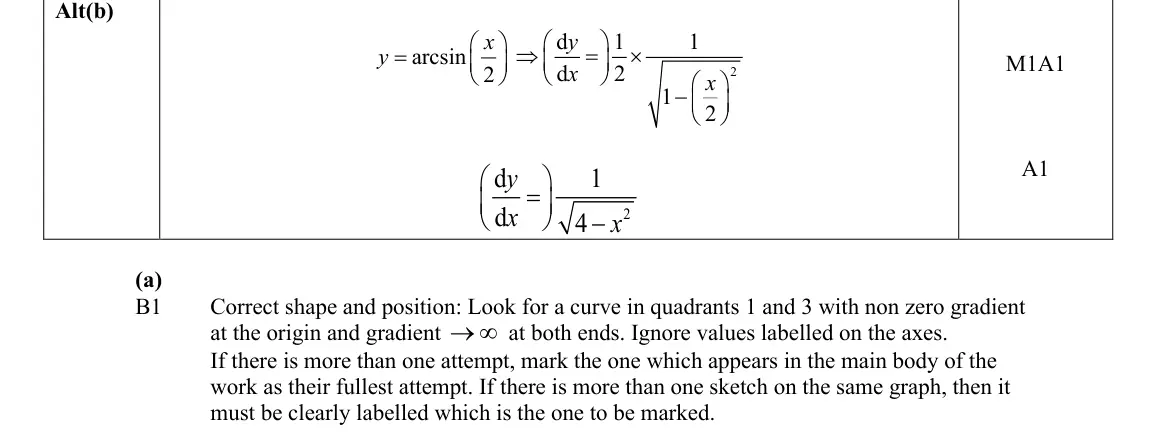 Alt(b)
y = arcsin(x/2) ⇒ (dy/dx =) 1/2 × 1/√(1−(x/2)²)
M1A1
(dy/dx =) 1/√(4−x²)
A1
(a)
B1 Correct shape and position: Look for a curve in quadrants 1 and 3 with non zero gradient
at the origin and gradient → ∞ at both ends. Ignore values labelled on the axes.
If there is more than one attempt, mark the one which appears in the main body of the
work as their fullest attempt. If there is more than one sketch on the same graph, then it
must be clearly labelled which is the one to be marked.